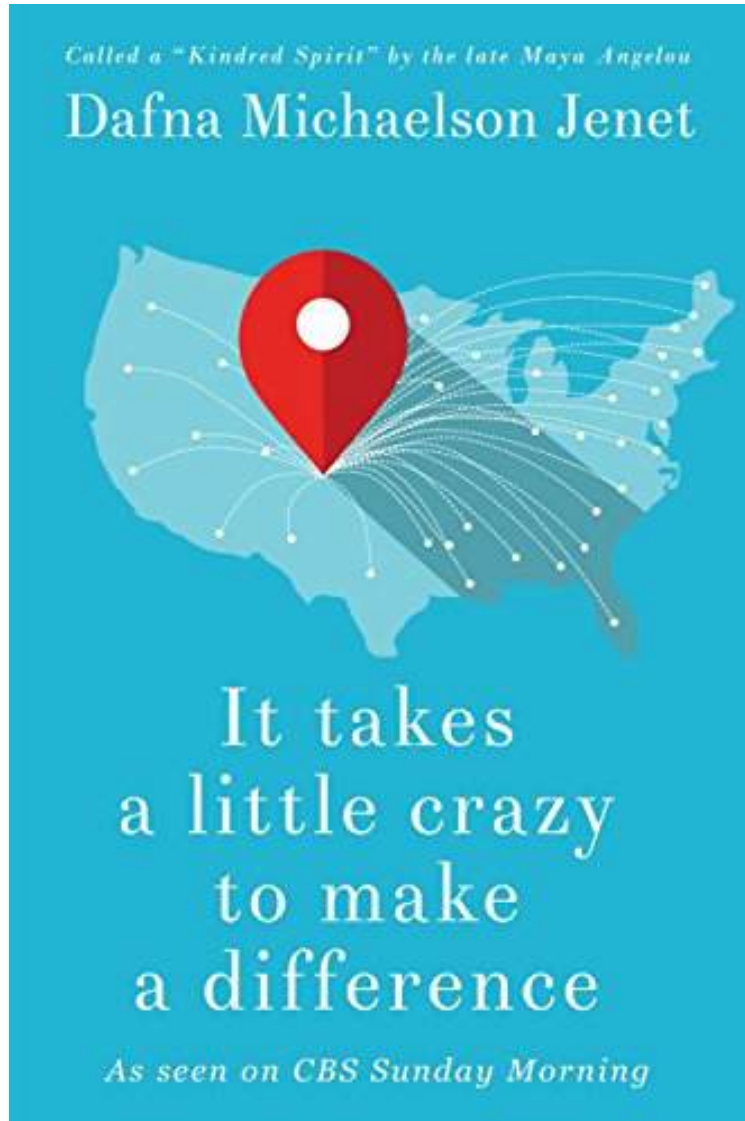 Called a “Kindred Spirit” by the late Maya Angelou
Dafna Michaelson Jenet
It takes
a little crazy
to make
a difference
As seen on CBS Sunday Morning